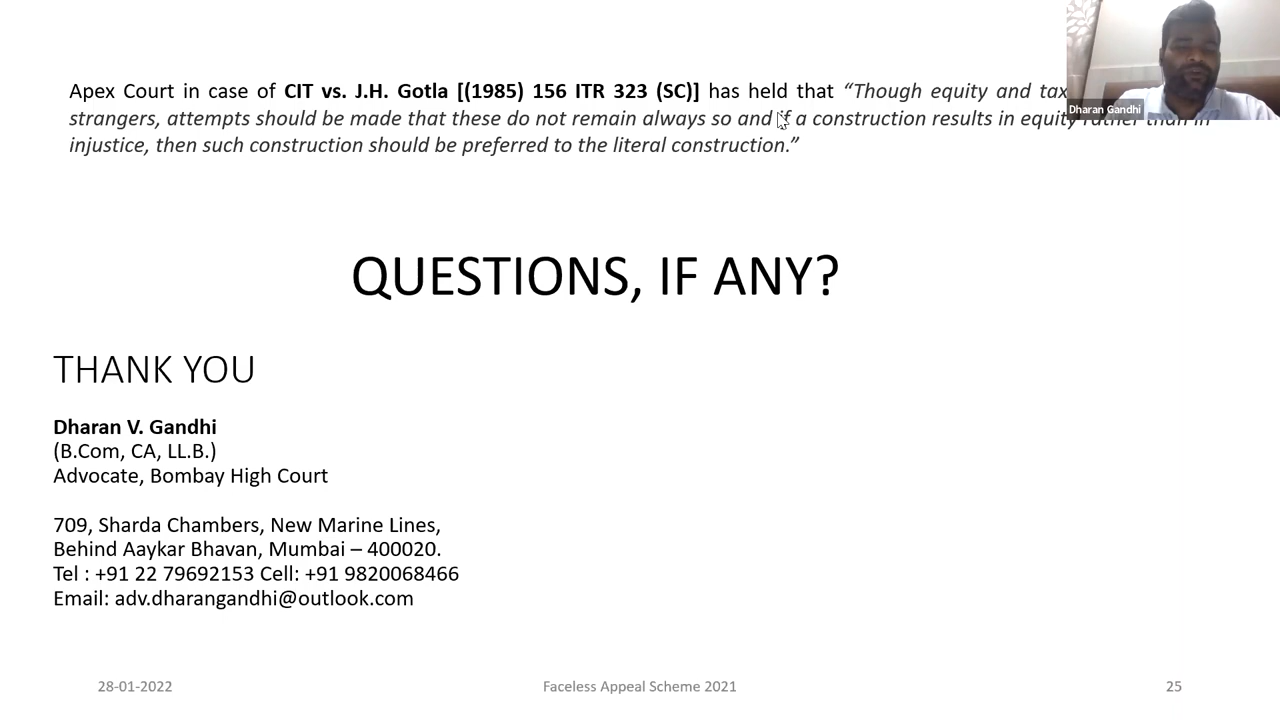 Apex Court in case of CIT vs. J.H. Gotla [(1985) 156 ITR 323 (SC)] has held that “Though equity and tax
Dharan Gandhi
strangers, attempts should be made that these do not remain always so and if a construction results in equity rather than in
injustice, then such construction should be preferred to the literal construction.”
QUESTIONS, IF ANY?
THANK YOU
Dharan V. Gandhi
(B.Com, CA, LL.B.)
Advocate, Bombay High Court
709, Sharda Chambers, New Marine Lines,
Behind Aaykar Bhavan, Mumbai – 400020.
Tel : +91 22 79692153 Cell: +91 9820068466
Email: adv.dharangandhi@outlook.com
28-01-2022
Faceless Appeal Scheme 2021
25